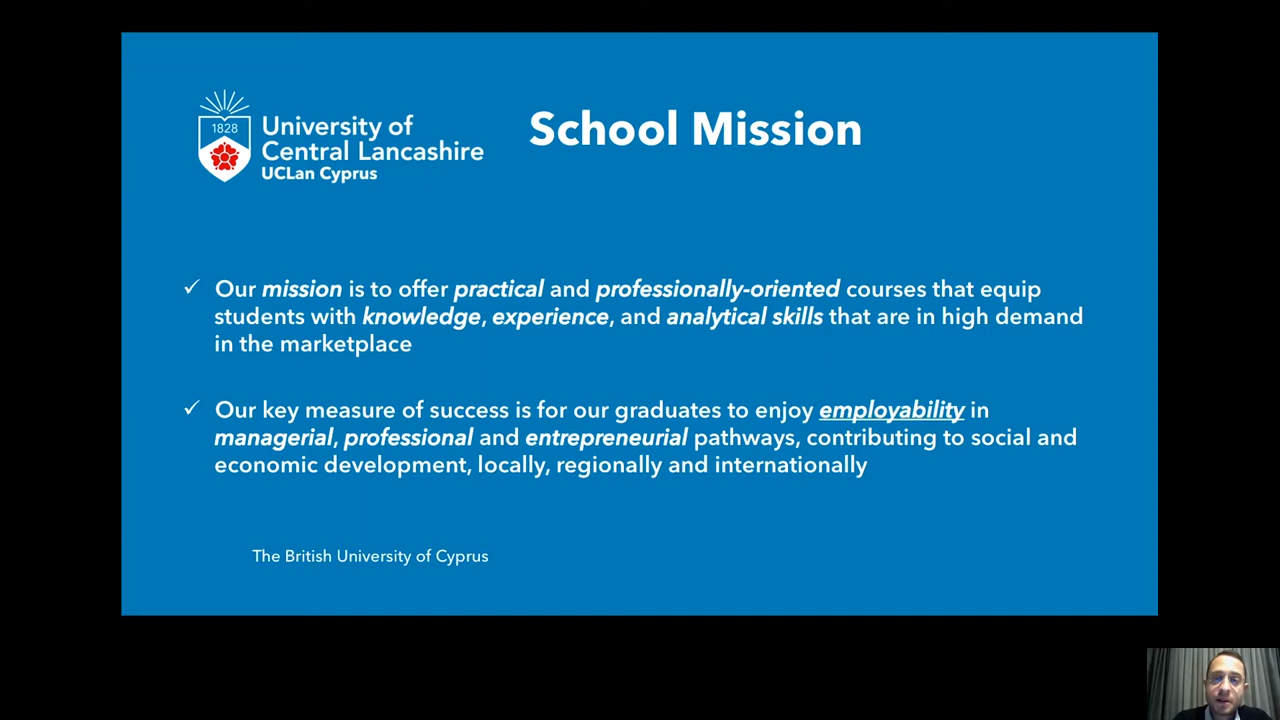 1828
University of
Central Lancashire
UCLan Cyprus
School Mission
✓ Our mission is to offer practical and professionally-oriented courses that equip
students with knowledge, experience, and analytical skills that are in high demand
in the marketplace
✓ Our key measure of success is for our graduates to enjoy employability in
managerial, professional and entrepreneurial pathways, contributing to social and
economic development, locally, regionally and internationally
The British University of Cyprus